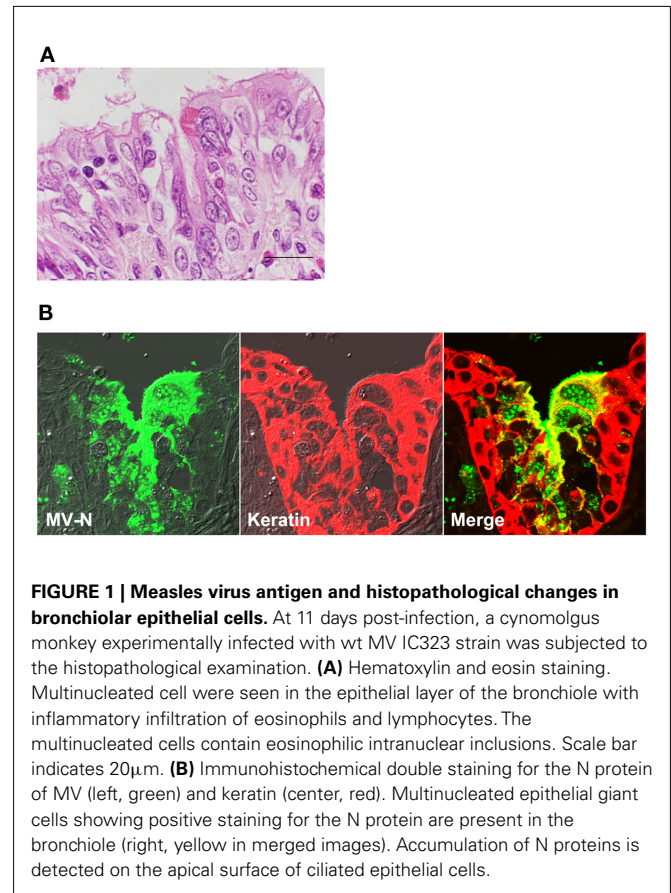 A
B
MV-N
Keratin
Merge
FIGURE 1 | Measles virus antigen and histopathological changes in
bronchiolar epithelial cells. At 11 days post-infection, a cynomolgus
monkey experimentally infected with wt MV IC323 strain was subjected to
the histopathological examination. (A) Hematoxylin and eosin staining.
Multinucleated cell were seen in the epithelial layer of the bronchiole with
inflammatory infiltration of eosinophils and lymphocytes. The
multinucleated cells contain eosinophilic intranuclear inclusions. Scale bar
indicates 20μm. (B) Immunohistochemical double staining for the N protein
of MV (left, green) and keratin (center, red). Multinucleated epithelial giant
cells showing positive staining for the N protein are present in the
bronchiole (right, yellow in merged images). Accumulation of N proteins is
detected on the apical surface of ciliated epithelial cells.